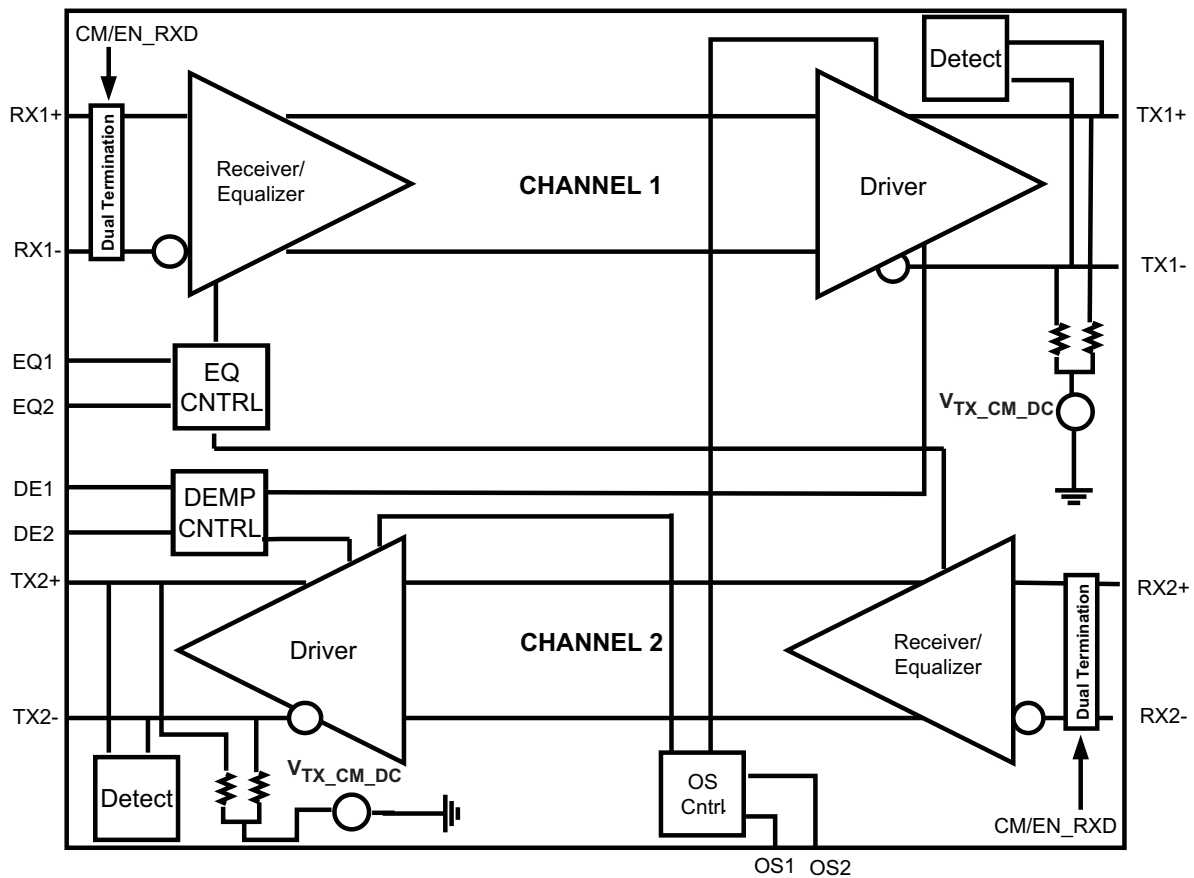 CM/EN_RXD
Detect
RX1+
TX1+
Dual Termination
Receiver/
Equalizer
CHANNEL 1
Driver
RX1-
TX1-
EQ1
EQ2
EQ
CNTRL
VTX_CM_DC
DE1
DE2
DEMP
CNTRL
TX2+
RX2+
Driver
CHANNEL 2
Receiver/
Equalizer
Dual Termination
TX2-
RX2-
Detect
VTX_CM_DC
OS
Cntrl.
CM/EN_RXD
OS1
OS2